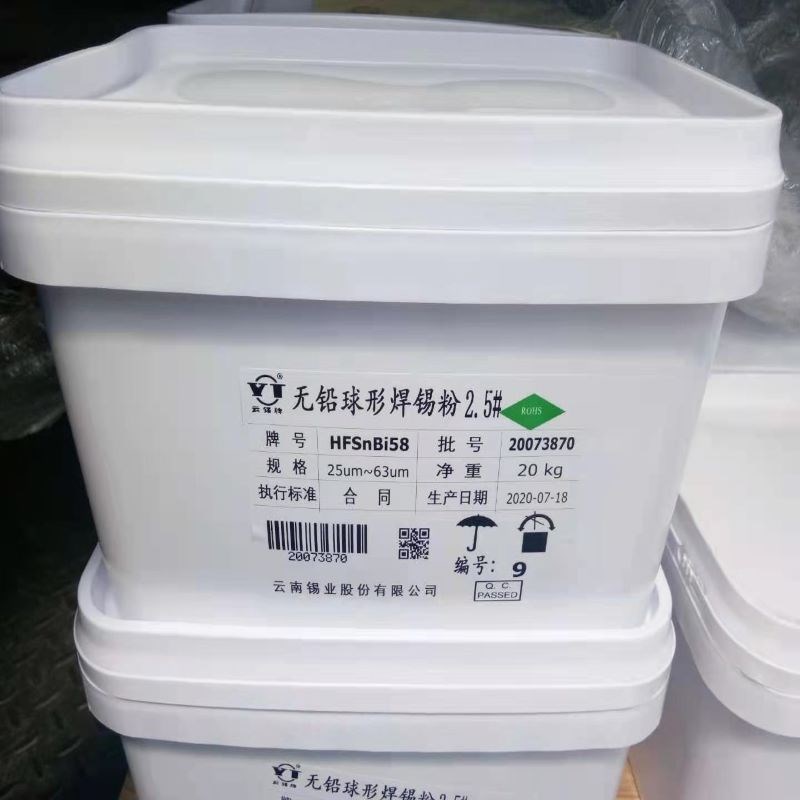 YT® 无铅球形焊锡粉2.5# ROHS
云锡牌
牌号 HFSnBi58 批号 20073870
规格 25um~63um 净重 20 kg
执行标准 合同 生产日期 2020-07-18
20073870
编号: 9
云南锡业股份有限公司
Q.C. PASSED
YT 无铅球形焊锡粉2.5#
云锡牌